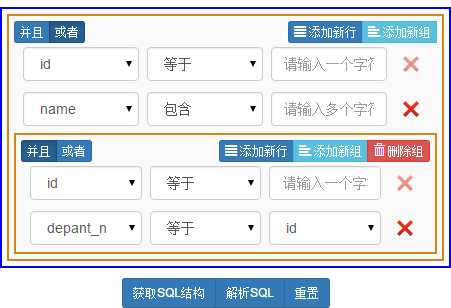 并且 或者 添加新行 添加新组
id 等于 请输入一个字符
name 包含 请输入多个字符
并且 或者 添加新行 添加新组 删除组
id 等于 请输入一个字
depant_n 等于 id
获取SQL结构 解析SQL 重置